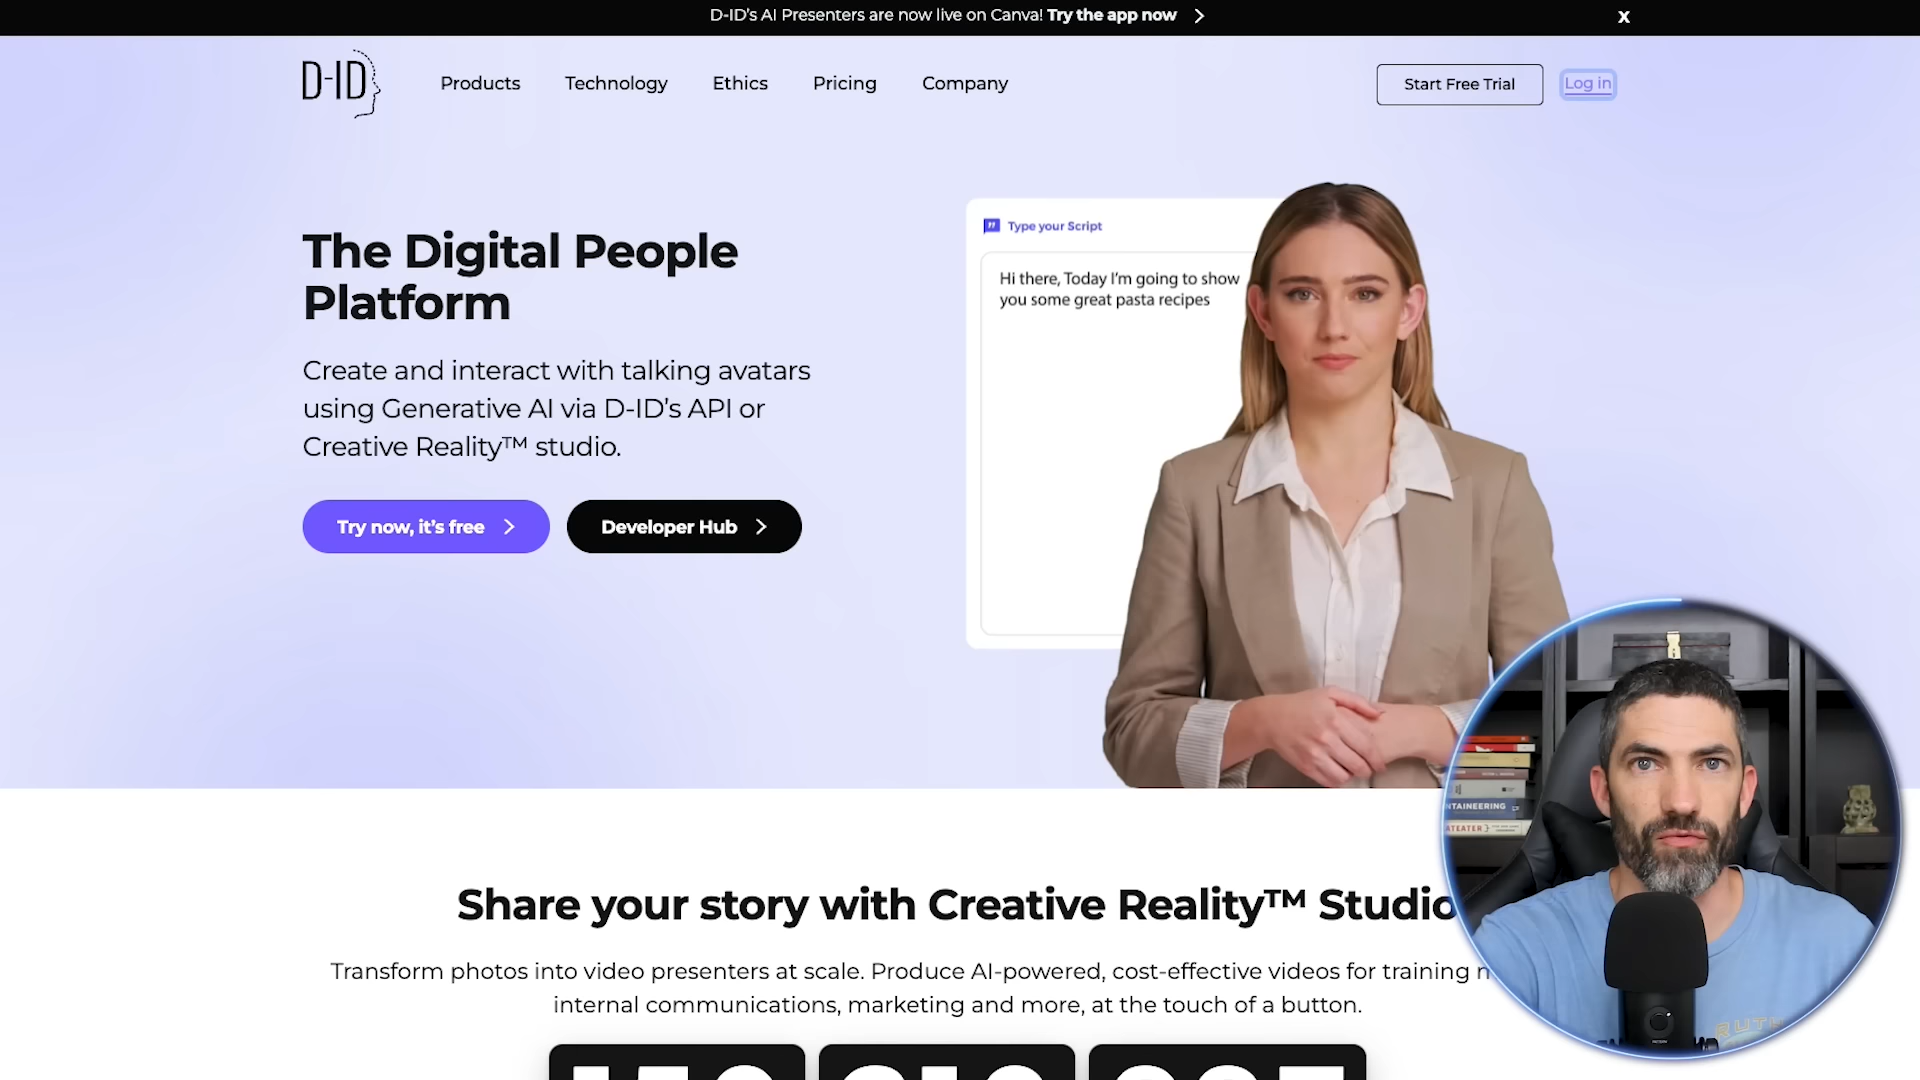 D-ID's AI Presenters are now live on Canva! Try the app now
X
D-ID
Products
Technology
Ethics
Pricing
Company
Start Free Trial
Log in
The Digital People
Platform
Create and interact with talking avatars
using Generative AI via D-ID's API or
Creative Reality™ studio.
Try now, it's free
Developer Hub
Type your Script
Hi there, Today I'm going to show
you some great pasta recipes
Share your story with Creative Reality™ Studio
Transform photos into video presenters at scale. Produce AI-powered, cost-effective videos for training
internal communications, marketing and more, at the touch of a button.
NTAINEERING